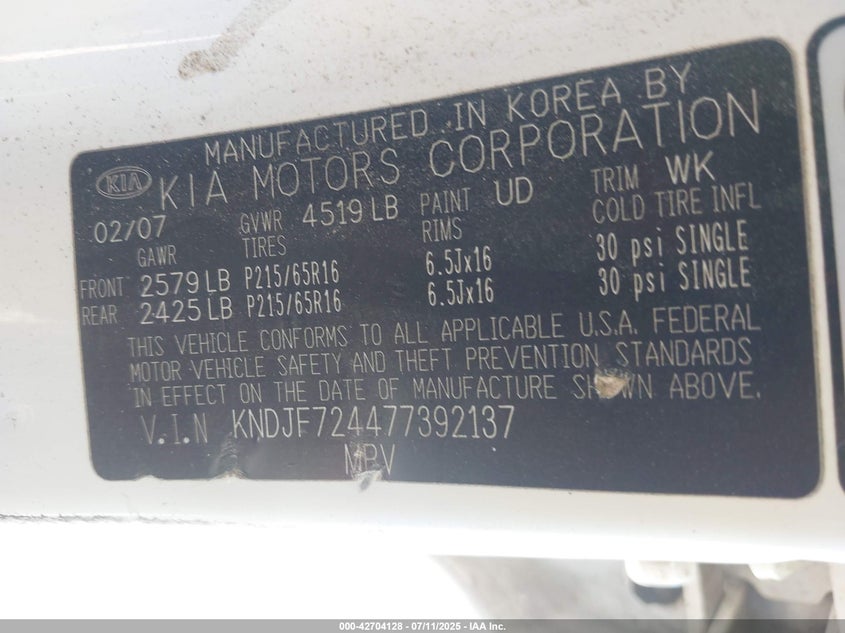 MANUFACTURED IN KOREA BY
KIA KIA MOTORS CORPORATION
02/07 GVWR 4519 LB PAINT UD TRIM WK
GAWR TIRES RIMS COLD TIRE INFL
FRONT 2579 LB P215/65R16 6.5Jx16 30 psi SINGLE
REAR 2425 LB P215/65R16 6.5Jx16 30 psi SINGLE
THIS VEHICLE CONFORMS TO ALL APPLICABLE U.S.A. FEDERAL
MOTOR VEHICLE SAFETY AND THEFT PREVENTION STANDARDS
IN EFFECT ON THE DATE OF MANUFACTURE SHOWN ABOVE.
V.I.N KNDJF724477392137
MPV
000-42704128 - 07/11/2025 - IAA Inc.